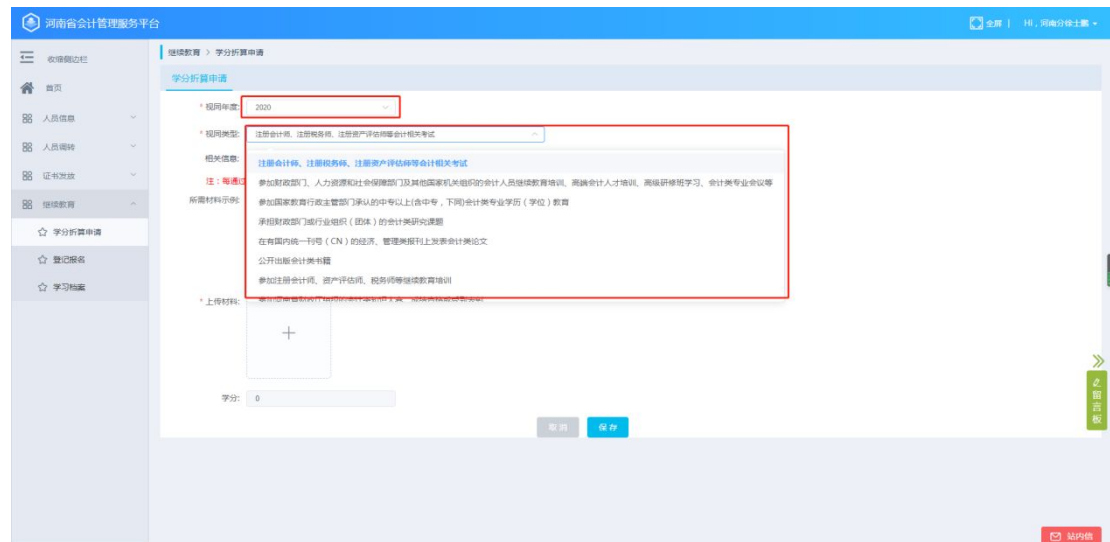 河南省会计管理服务平台
全屏 | HI，河南分徐士鹏
收缩侧边栏
首页
人员信息
人员调转
证书发放
继续教育
学分折算申请
登记报名
学习档案
继续教育 > 学分折算申请
学分折算申请
* 视同年度: 2020
* 视同类型: 注册会计师、注册税务师、注册资产评估师等会计相关考试
相关信息:
注册会计师、注册税务师、注册资产评估师等会计相关考试
注：每通过
参加财政部门、人力资源和社会保障部门及其他国家机关组织的会计人员继续教育培训、高端会计人才培训、高级研修班学习、会计类专业会议等
所需材料示例:
参加国家教育行政主管部门承认的中专以上(含中专，下同)会计类专业学历（学位）教育
承担财政部门或行业组织（团体）的会计类研究课题
在有国内统一刊号（CN）的经济、管理类报刊上发表会计类论文
公开出版会计类书籍
参加注册会计师、资产评估师、税务师等继续教育培训
* 上传材料:
学分: 0
取消 保存
留言板
站内信